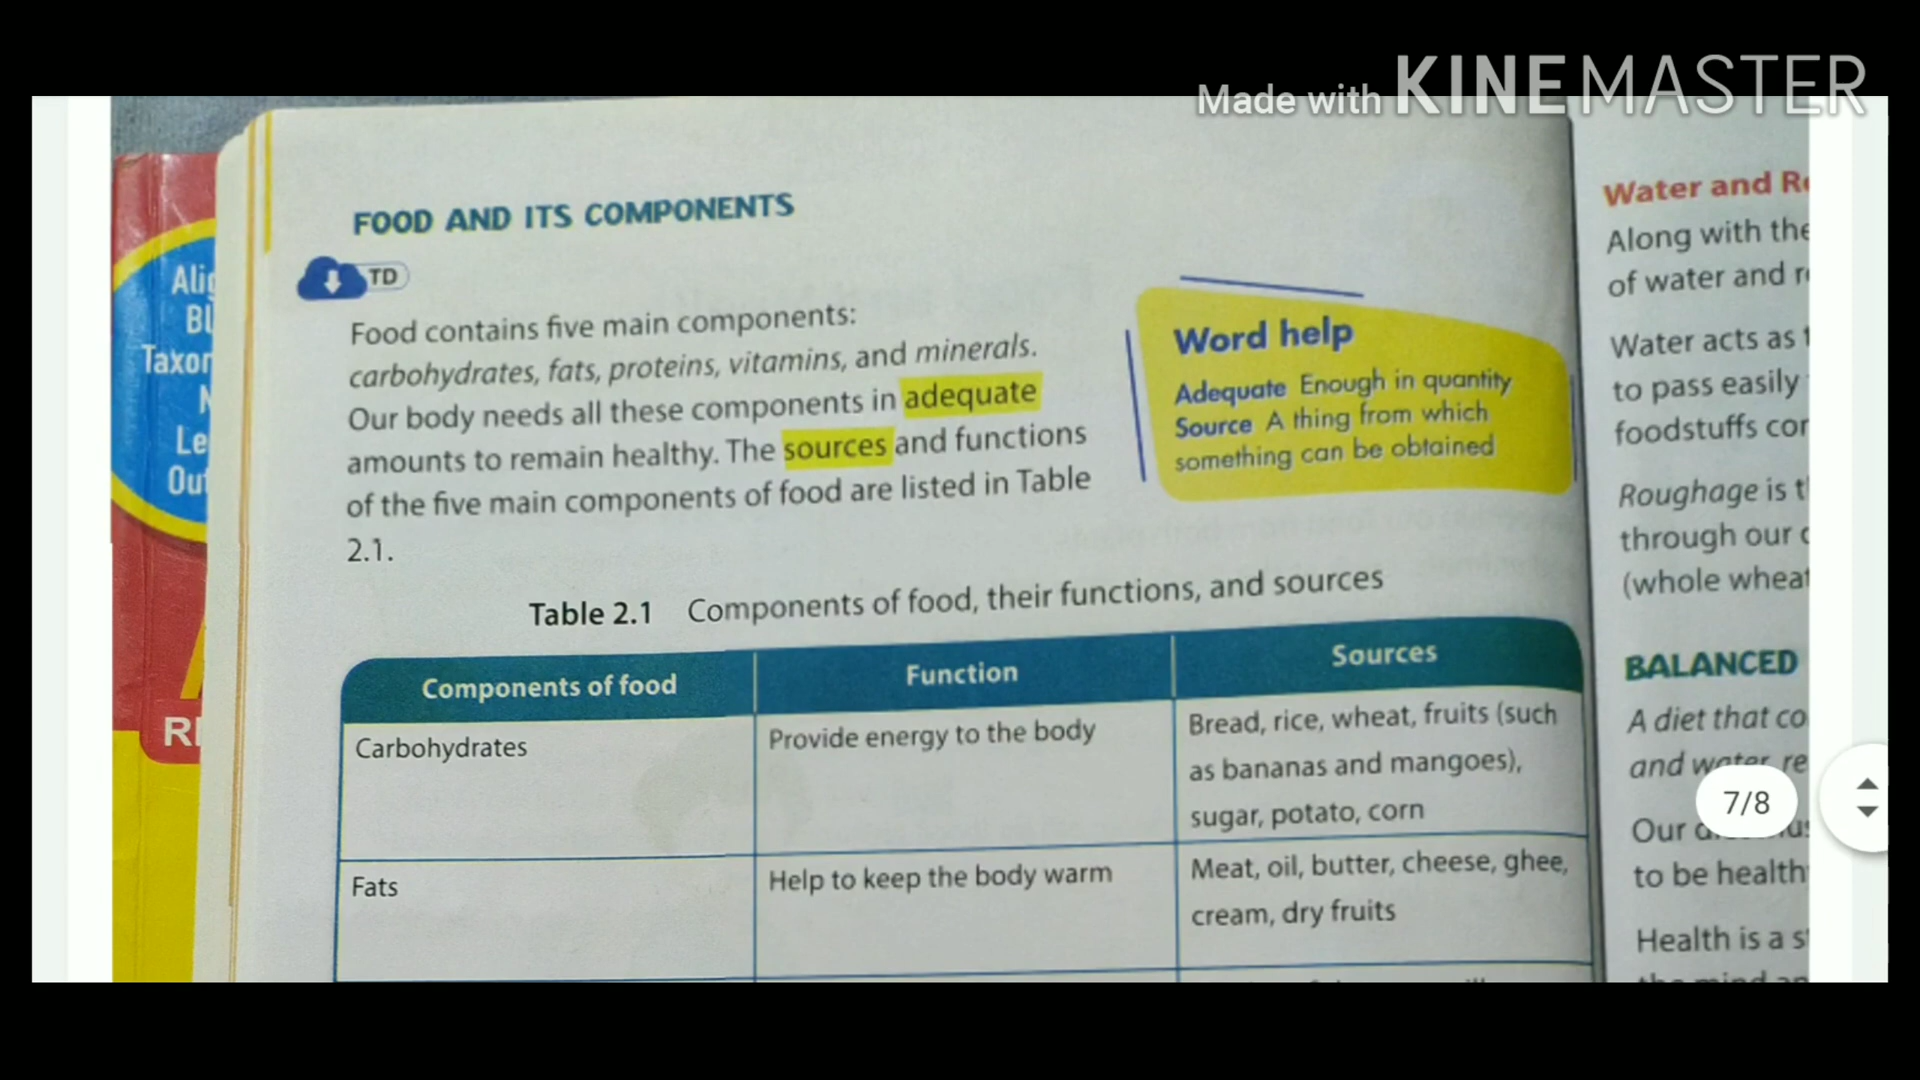 Made with KINEMASTER
FOOD AND ITS COMPONENTS
TD
Food contains five main components:
carbohydrates, fats, proteins, vitamins, and minerals.
Our body needs all these components in adequate
amounts to remain healthy. The sources and functions
of the five main components of food are listed in Table
2.1.
Word help
Adequate Enough in quantity
Source A thing from which
something can be obtained
Table 2.1 Components of food, their functions, and sources
Components of food Function Sources
Carbohydrates Provide energy to the body Bread, rice, wheat, fruits (such
as bananas and mangoes),
sugar, potato, corn
Fats Help to keep the body warm Meat, oil, butter, cheese, ghee,
cream, dry fruits
Water and
Along with the
of water and
Water acts as
to pass easily
foodstuffs
Roughage is
through our
(whole wheat
BALANCED
A diet that
and water
Our
to be health
Health is a
7/8